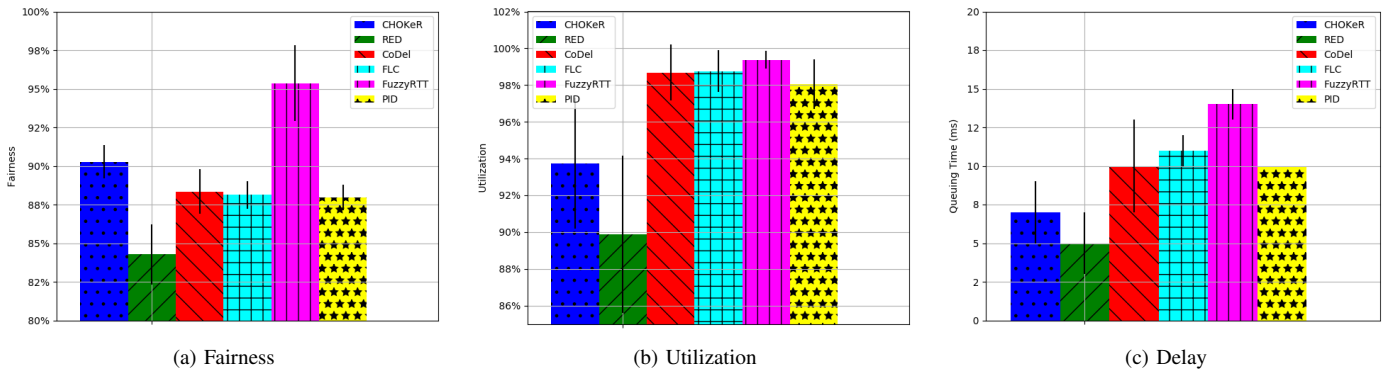 100%
98%
95%
92%
90%
88%
85%
82%
80%
Fairness
CHOKeR
RED
CoDel
FLC
FuzzyRTT
PID
(a) Fairness
102%
100%
98%
96%
94%
92%
90%
88%
86%
Utilization
CHOKeR
RED
CoDel
FLC
FuzzyRTT
PID
(b) Utilization
20
18
15
12
10
8
5
2
0
Queuing Time (ms)
CHOKeR
RED
CoDel
FLC
FuzzyRTT
PID
(c) Delay